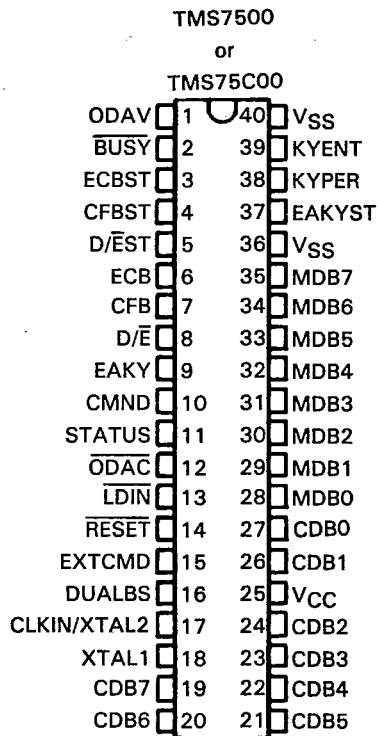 TMS7500
or
TMS75C00
ODAV 1 40 VSS
BUSY 2 39 KYENT
ECBST 3 38 KYPER
CFBST 4 37 EAKYST
D/E̅ST 5 36 VSS
ECB 6 35 MDB7
CFB 7 34 MDB6
D/E̅ 8 33 MDB5
EAKY 9 32 MDB4
CMND 10 31 MDB3
STATUS 11 30 MDB2
ODAC 12 29 MDB1
LDIN 13 28 MDB0
RESET 14 27 CDB0
EXTCMD 15 26 CDB1
DUALBS 16 25 VCC
CLKIN/XTAL2 17 24 CDB2
XTAL1 18 23 CDB3
CDB7 19 22 CDB4
CDB6 20 21 CDB5